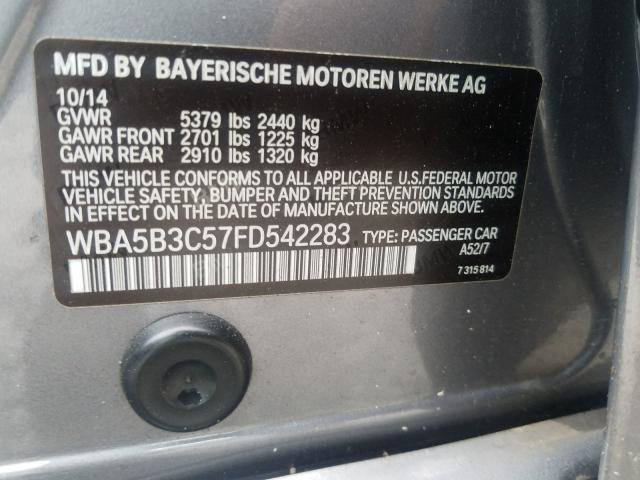 MFD BY BAYERISCHE MOTOREN WERKE AG
10/14
GVWR 5379 lbs 2440 kg
GAWR FRONT 2701 lbs 1225 kg
GAWR REAR 2910 lbs 1320 kg
THIS VEHICLE CONFORMS TO ALL APPLICABLE U.S.FEDERAL MOTOR
VEHICLE SAFETY, BUMPER AND THEFT PREVENTION STANDARDS
IN EFFECT ON THE DATE OF MANUFACTURE SHOWN ABOVE.
WBA5B3C57FD542283 TYPE: PASSENGER CAR
A52/7
7 315 814